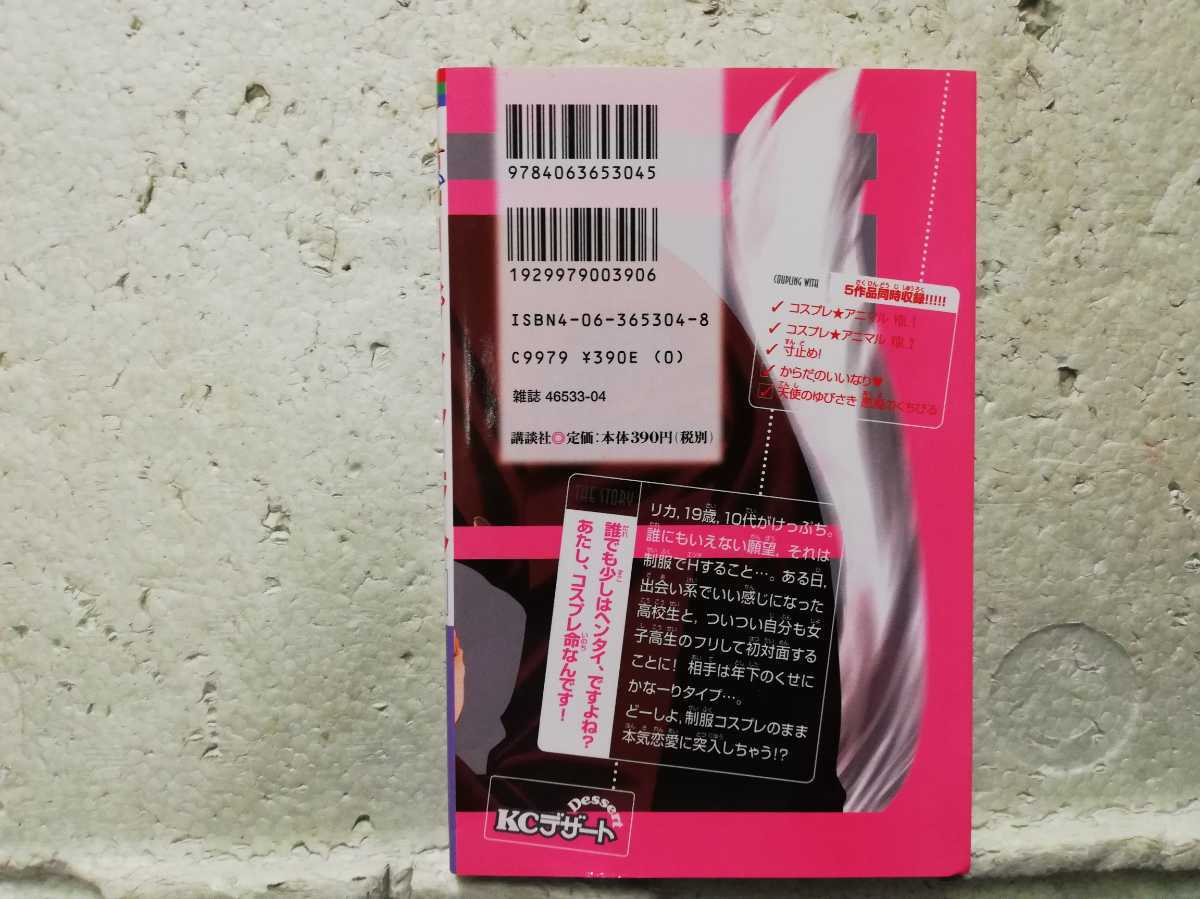 9784063653045
1929979003906
ISBN4-06-365304-8
C9979 ¥390E (0)
雑誌 46533-04
講談社◎定価:本体390円(税別)
COUPLING WITH
5作品同時収録!!!!!
✓ コスプレ★アニマル VOL.1
✓ コスプレ★アニマル VOL.2
✓ 寸止め!
✓ からだのいいなり♥
✓ 天使のゆびさき 悪魔のくちびる
THE STORY
誰でも少しはヘンタイ、ですよね?
あたし、コスプレ命なんです!
リカ,19歳,10代がけっぷち。
誰にもいえない願望。それは
制服でHすること…。ある日,
出会い系でいい感じになった
高校生と,ついつい自分も女
子高生のフリして初対面する
ことに! 相手は年下のくせに
かなーりタイプ…。
どーしよ,制服コスプレのまま
本気恋愛に突入しちゃう!?
Dessert
KCデザート